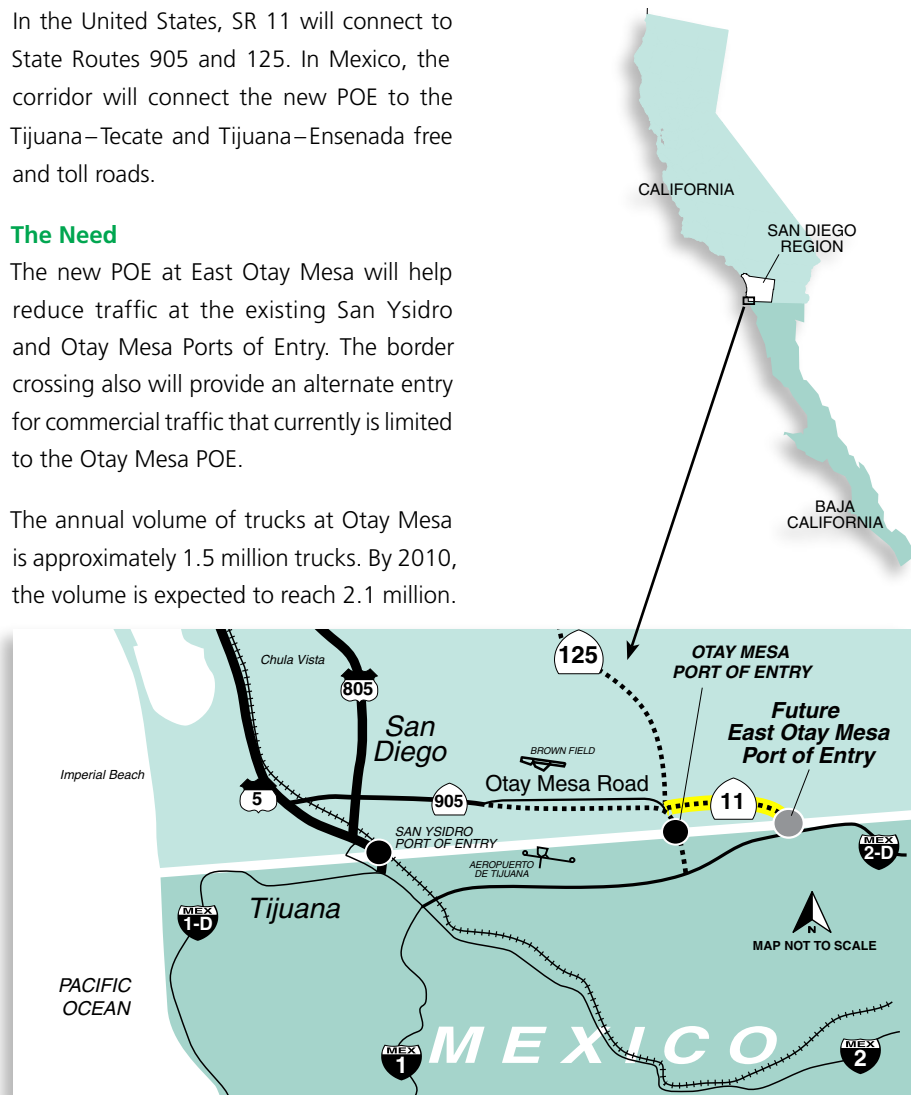 In the United States, SR 11 will connect to
State Routes 905 and 125. In Mexico, the
corridor will connect the new POE to the
Tijuana–Tecate and Tijuana–Ensenada free
and toll roads.
The Need
The new POE at East Otay Mesa will help
reduce traffic at the existing San Ysidro
and Otay Mesa Ports of Entry. The border
crossing also will provide an alternate entry
for commercial traffic that currently is limited
to the Otay Mesa POE.
The annual volume of trucks at Otay Mesa
is approximately 1.5 million trucks. By 2010,
the volume is expected to reach 2.1 million.
CALIFORNIA
SAN DIEGO
REGION
BAJA
CALIFORNIA
Chula Vista
805
125
OTAY MESA
PORT OF ENTRY
San
Diego
Future
East Otay Mesa
Port of Entry
BROWN FIELD
Imperial Beach
Otay Mesa Road
5
905
11
SAN YSIDRO
PORT OF ENTRY
AEROPUERTO
DE TIJUANA
MEX
2-D
MEX
1-D
Tijuana
N
MAP NOT TO SCALE
PACIFIC
OCEAN
MEXICO
MEX
1
MEX
2